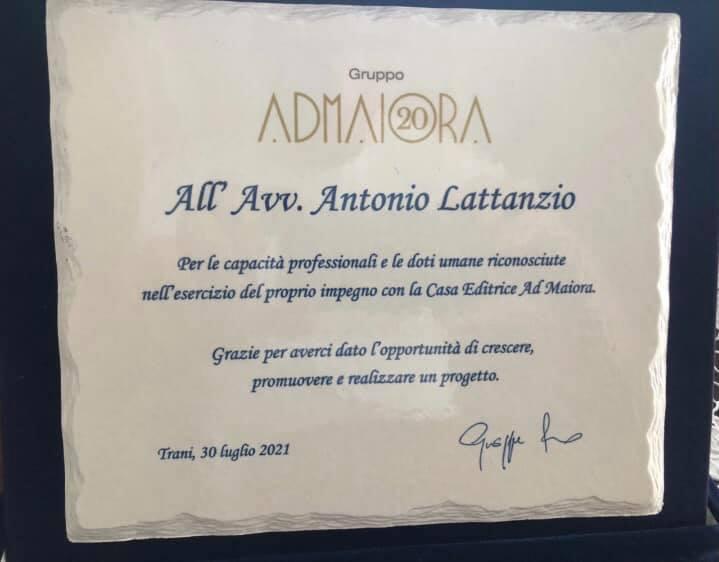 Gruppo
ADMAIORA
20
All' Avv. Antonio Lattanzio
Per le capacità professionali e le doti umane riconosciute
nell'esercizio del proprio impegno con la Casa Editrice Ad Maiora.
Grazie per averci dato l'opportunità di crescere,
promuovere e realizzare un progetto.
Trani, 30 luglio 2021
Giuseppe